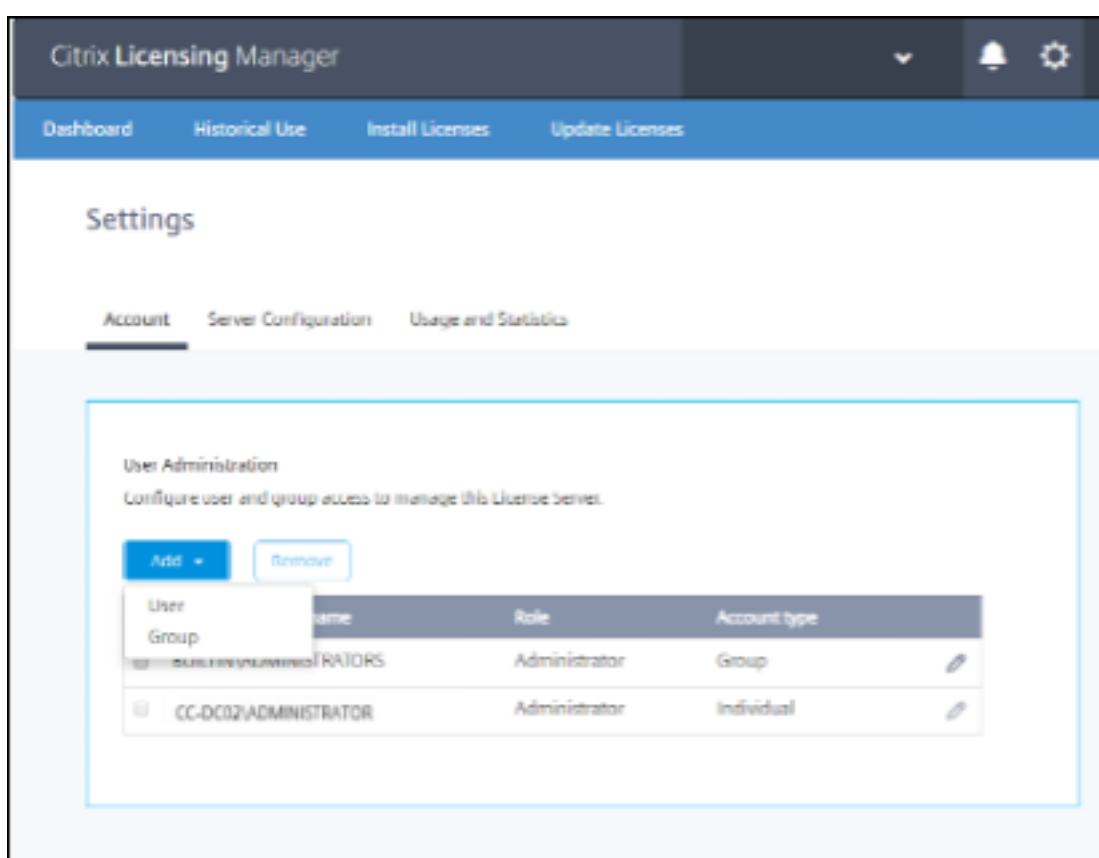 Citrix Licensing Manager
Dashboard Historical Use Install Licenses Update Licenses
Settings
Account Server Configuration Usage and Statistics
User Administration
Configure user and group access to manage this License Server.
Add Remove
User
Group
Role Account type
Administrator Group
CC-DC02\ADMINISTRATOR Administrator Individual